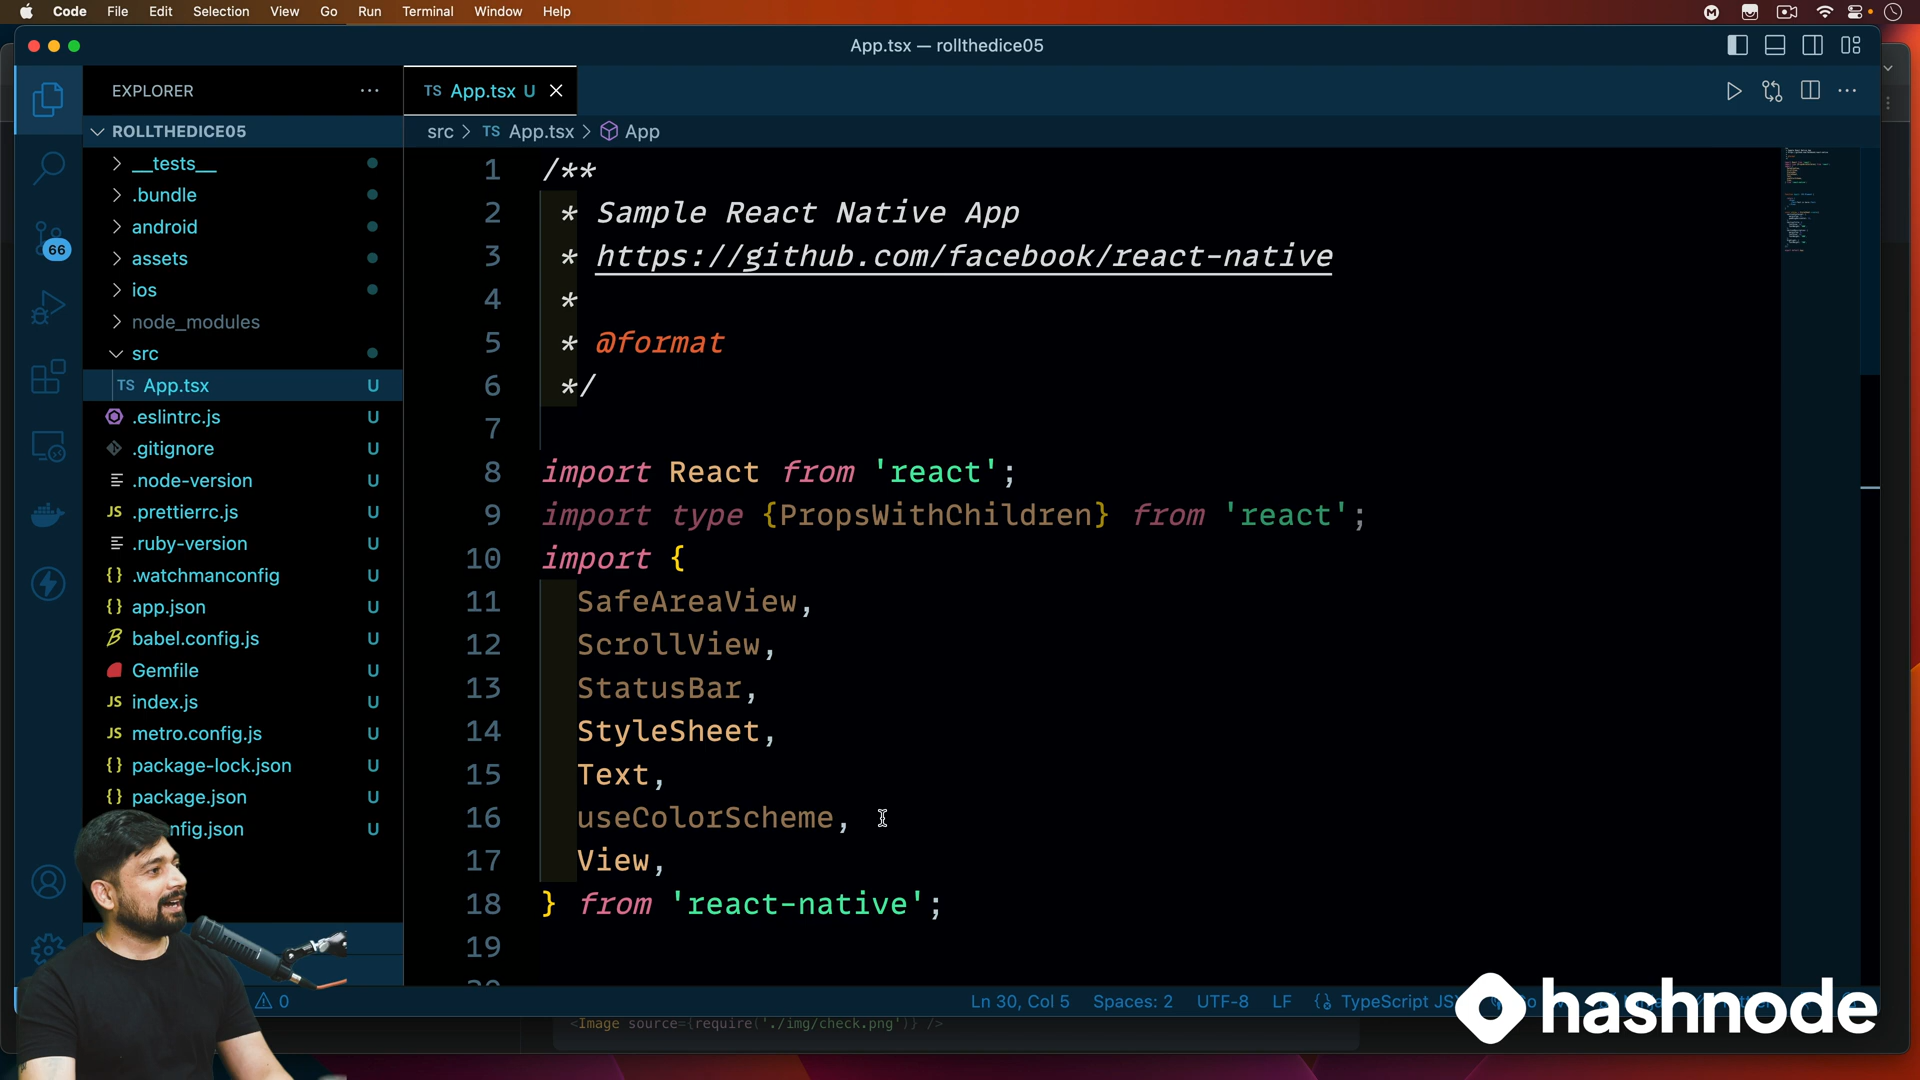 Code File Edit Selection View Go Run Terminal Window Help
App.tsx — rollthedice05
EXPLORER
TS App.tsx U
ROLLTHEDICE05
src > TS App.tsx > App
__tests__
.bundle
android
assets
ios
node_modules
src
TS App.tsx U
.eslintrc.js U
.gitignore U
.node-version U
JS .prettierrc.js U
.ruby-version U
{} .watchmanconfig U
{} app.json U
babel.config.js U
Gemfile U
JS index.js U
JS metro.config.js U
{} package-lock.json U
{} package.json U
nfig.json U
66
1 /**
2 * Sample React Native App
3 * https://github.com/facebook/react-native
4 *
5 * @format
6 */
7
8 import React from 'react';
9 import type {PropsWithChildren} from 'react';
10 import {
11 SafeAreaView,
12 ScrollView,
13 StatusBar,
14 StyleSheet,
15 Text,
16 useColorScheme,
17 View,
18 } from 'react-native';
19
0
Ln 30, Col 5 Spaces: 2 UTF-8 LF {} TypeScript JS
<Image source={require('./img/check.png')} />
hashnode